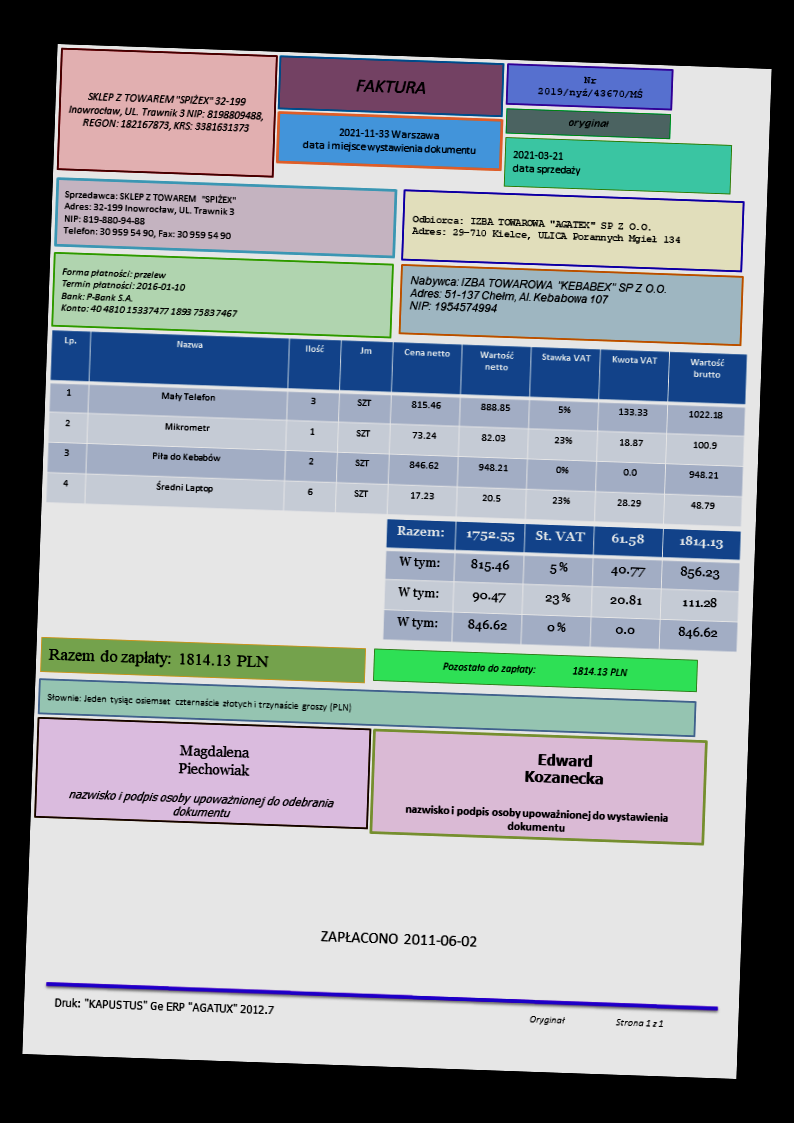 SKLEP Z TOWAREM "SPIŻEX" 32-199
Inowrocław, UL. Trawnik 3 NIP: 8198809488,
REGON: 182167873, KRS: 3381631373
FAKTURA
2021-11-33 Warszawa
data i miejsce wystawienia dokumentu
Nr
2019/nyż/43670/MŚ
oryginał
2021-03-21
data sprzedaży
Sprzedawca: SKLEP Z TOWAREM "SPIŻEX"
Adres: 32-199 Inowrocław, UL. Trawnik 3
NIP: 819-880-94-88
Telefon: 30 959 54 90, Fax: 30 959 54 90
Odbiorca: IZBA TOWAROWA "AGATEX" SP Z O.O.
Adres: 29-710 Kielce, ULICA Porannych Mgieł 134
Forma płatności: przelew
Termin płatności: 2016-01-10
Bank: P-Bank S.A.
Konto: 40 4810 1533 7477 1893 7583 7467
Nabywca: IZBA TOWAROWA "KEBABEX" SP Z O.O.
Adres: 51-137 Chełm, Al. Kebabowa 107
NIP: 1954574994
Lp. Nazwa Ilość Jm Cena netto Wartość netto Stawka VAT Kwota VAT Wartość brutto
1 Mały Telefon 3 SZT 815.46 888.85 5% 133.33 1022.18
2 Mikrometr 1 SZT 73.24 82.03 23% 18.87 100.9
3 Piła do Kebabów 2 SZT 846.62 948.21 0% 0.0 948.21
4 Średni Laptop 6 SZT 17.23 20.5 23% 28.29 48.79
Razem: 1752.55 St. VAT 61.58 1814.13
W tym: 815.46 5% 40.77 856.23
W tym: 90.47 23% 20.81 111.28
W tym: 846.62 0% 0.0 846.62
Razem do zapłaty: 1814.13 PLN
Pozostało do zapłaty: 1814.13 PLN
Słownie: Jeden tysiąc osiemset czternaście złotych i trzynaście groszy (PLN)
Magdalena
Piechowiak
nazwisko i podpis osoby upoważnionej do odebrania
dokumentu
Edward
Kozanecka
nazwisko i podpis osoby upoważnionej do wystawienia
dokumentu
ZAPŁACONO 2011-06-02
Druk: "KAPUSTUS" Ge ERP "AGATUX" 2012.7
Oryginał Strona 1 z 1